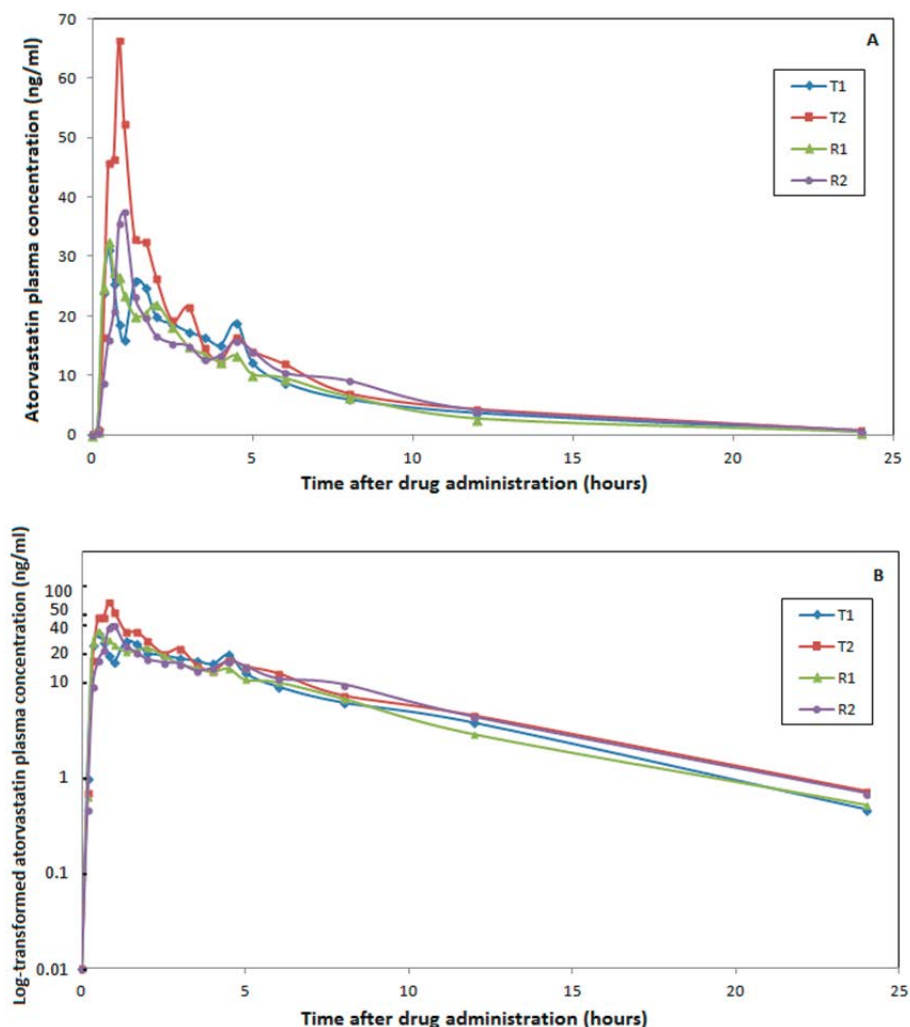 Atorvastatin plasma concentration (ng/ml)
70
60
50
40
30
20
10
0
A
T1
T2
R1
R2
0
5
10
15
20
25
Time after drug administration (hours)
Log-transformed atorvastatin plasma concentration (ng/ml)
100
50
40
20
10
1
0.1
0.01
B
T1
T2
R1
R2
0
5
10
15
20
25
Time after drug administration (hours)